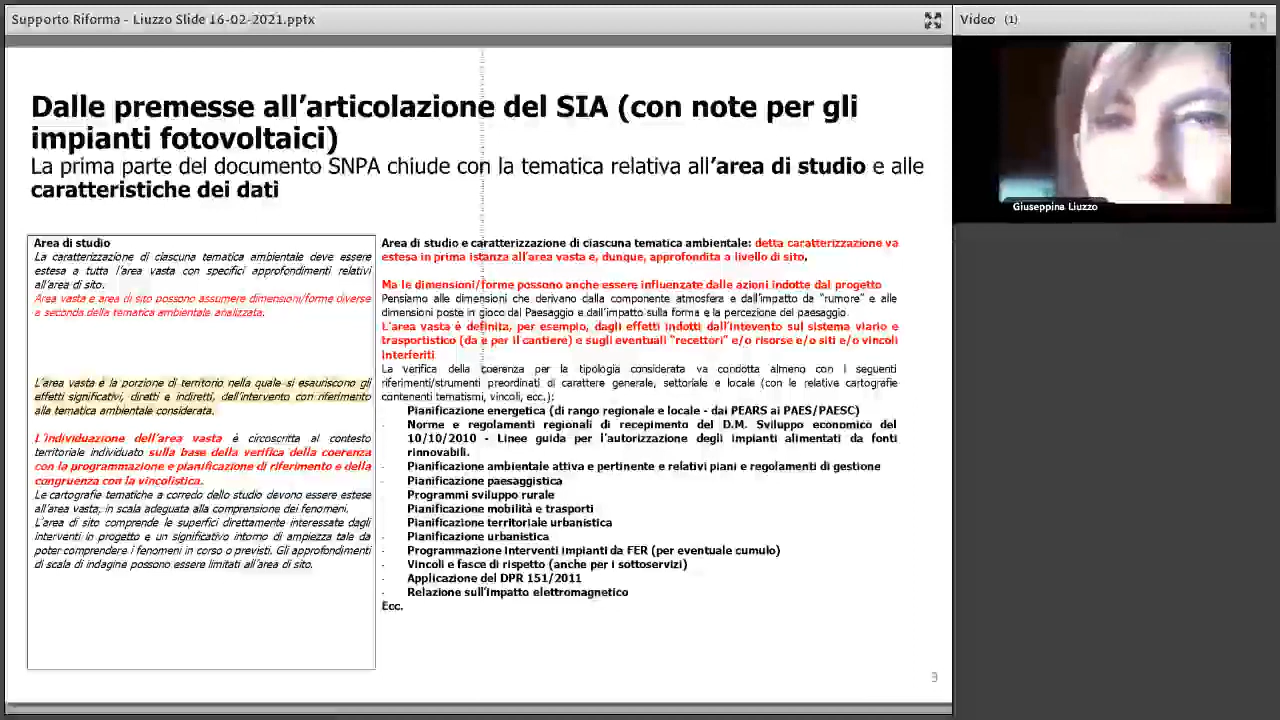 Supporto Riforma - Liuzzo Slide 16-02-2021.pptx
Video (1)
Giuseppina Liuzzo
Dalle premesse all'articolazione del SIA (con note per gli
impianti fotovoltaici)
La prima parte del documento SNPA chiude con la tematica relativa all'area di studio e alle
caratteristiche dei dati
Area di studio
La caratterizzazione di ciascuna tematica ambientale deve essere
estesa a tutta l'area vasta con specifici approfondimenti relativi
all'area di sito.
Area vasta e area di sito possono assumere dimensioni/forme diverse
a seconda della tematica ambientale analizzata.
L'area vasta è la porzione di territorio nella quale si esauriscono gli
effetti significativi, diretti e indiretti, dell'intervento con riferimento
alla tematica ambientale considerata.
L'individuazione dell'area vasta è circoscritta al contesto
territoriale individuato sulla base della verifica della coerenza
con la programmazione e pianificazione di riferimento e della
congruenza con la vincolistica.
Le cartografie tematiche a corredo dello studio devono essere estese
all'area vasta, in scala adeguata alla comprensione dei fenomeni.
L'area di sito comprende le superfici direttamente interessate dagli
interventi in progetto e un significativo intorno di ampiezza tale da
poter comprendere i fenomeni in corso o previsti. Gli approfondimenti
di scala di indagine possono essere limitati all'area di sito.
Area di studio e caratterizzazione di ciascuna tematica ambientale: detta caratterizzazione va
estesa in prima istanza all'area vasta e, dunque, approfondita a livello di sito.
Ma le dimensioni/forme possono anche essere influenzate dalle azioni indotte dal progetto
Pensiamo alle dimensioni che derivano dalla componente atmosfera e dall'impatto da "rumore" e alle
dimensioni poste in gioco dal Paesaggio e dall'impatto sulla forma e la percezione del paesaggio.
L'area vasta è definita, per esempio, dagli effetti indotti dall'intevento sul sistema viario e
trasportistico (da e per il cantiere) e sugli eventuali "recettori" e/o risorse e/o siti e/o vincoli
interferiti
La verifica della coerenza per la tipologia considerata va condotta almeno con i seguenti
riferimenti/strumenti preordinati di carattere generale, settoriale e locale (con le relative cartografie
contenenti tematismi, vincoli, ecc.):
Pianificazione energetica (di rango regionale e locale - dai PEARS ai PAES/PAESC)
- Norme e regolamenti regionali di recepimento del D.M. Sviluppo economico del
10/10/2010 - Linee guida per l'autorizzazione degli impianti alimentati da fonti
rinnovabili.
- Pianificazione ambientale attiva e pertinente e relativi piani e regolamenti di gestione
- Pianificazione paesaggistica
Programmi sviluppo rurale
- Pianificazione mobilità e trasporti
- Pianificazione territoriale urbanistica
- Pianificazione urbanistica
- Programmazione Interventi impianti da FER (per eventuale cumulo)
- Vincoli e fasce di rispetto (anche per i sottoservizi)
- Applicazione del DPR 151/2011
- Relazione sull'impatto elettromagnetico
Ecc.
3